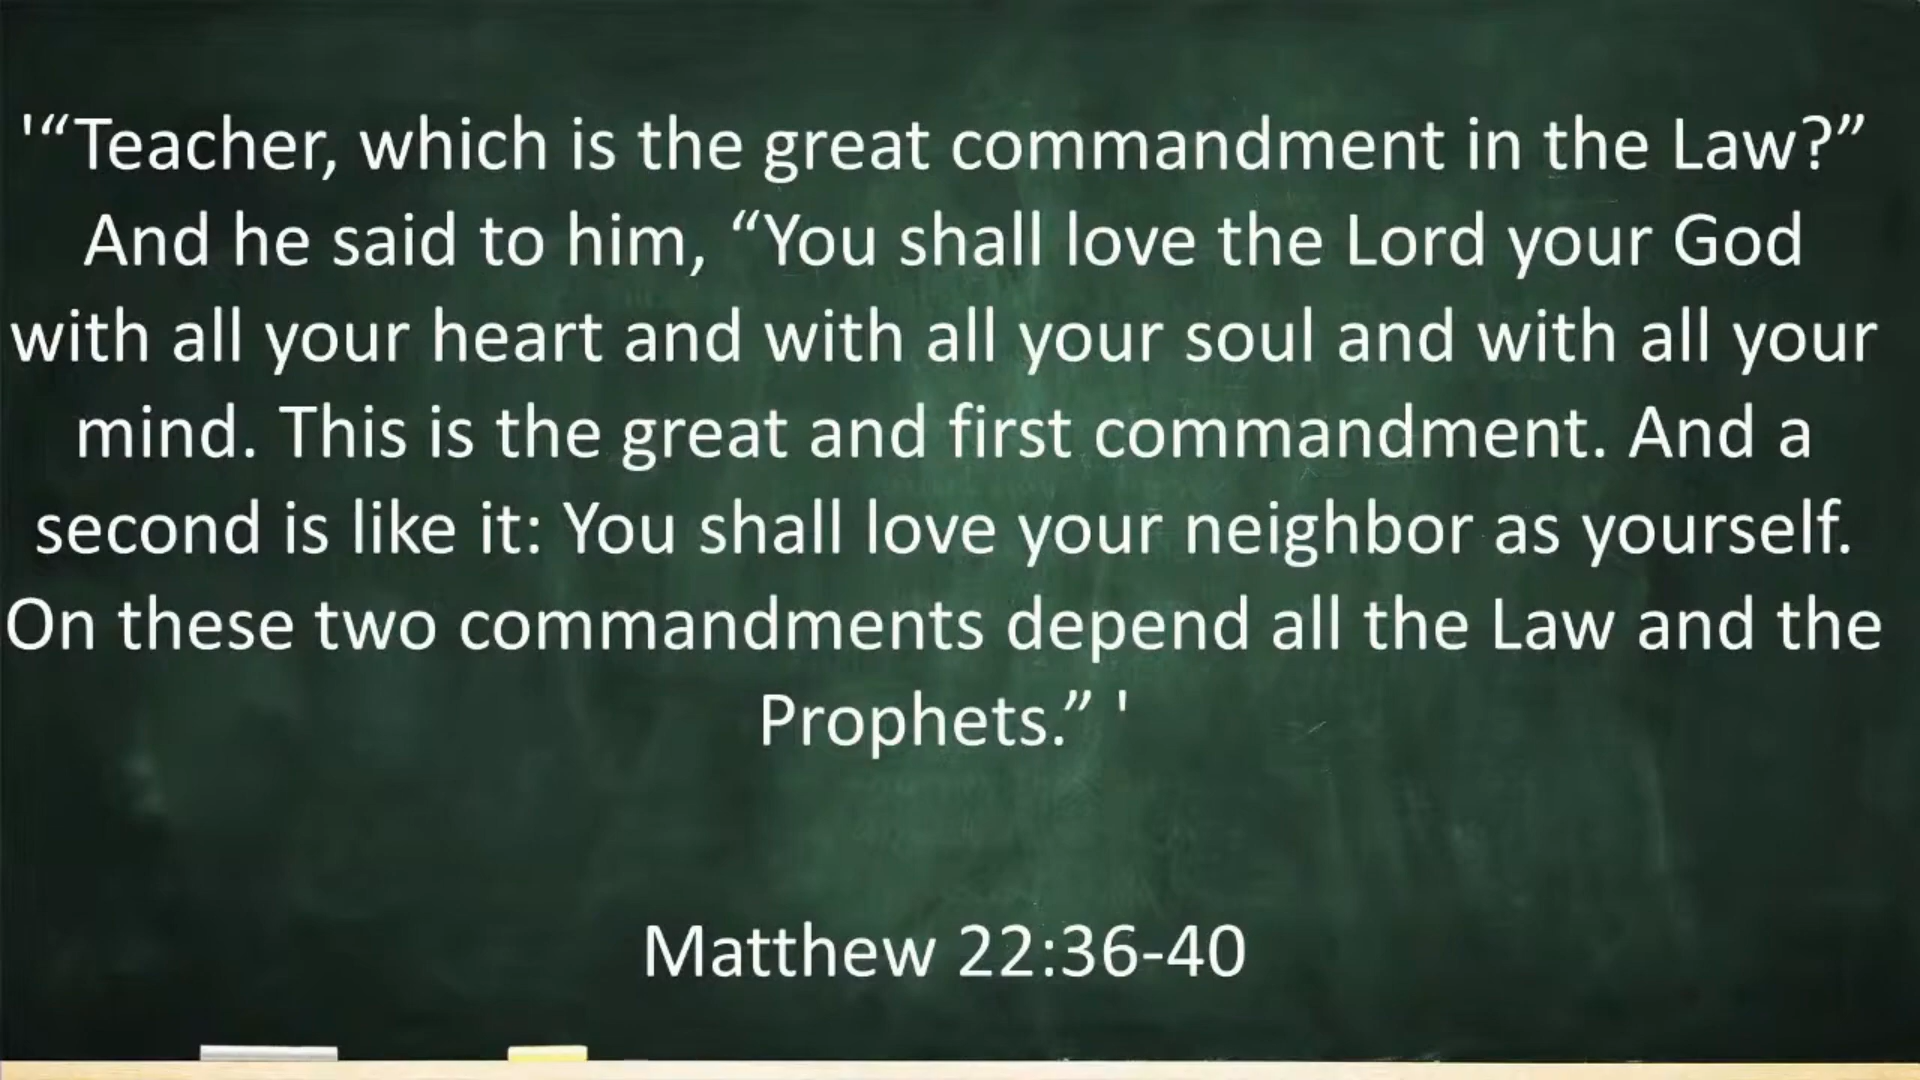 '“Teacher, which is the great commandment in the Law?”
And he said to him, “You shall love the Lord your God
with all your heart and with all your soul and with all your
mind. This is the great and first commandment. And a
second is like it: You shall love your neighbor as yourself.
On these two commandments depend all the Law and the
Prophets.” '
Matthew 22:36-40